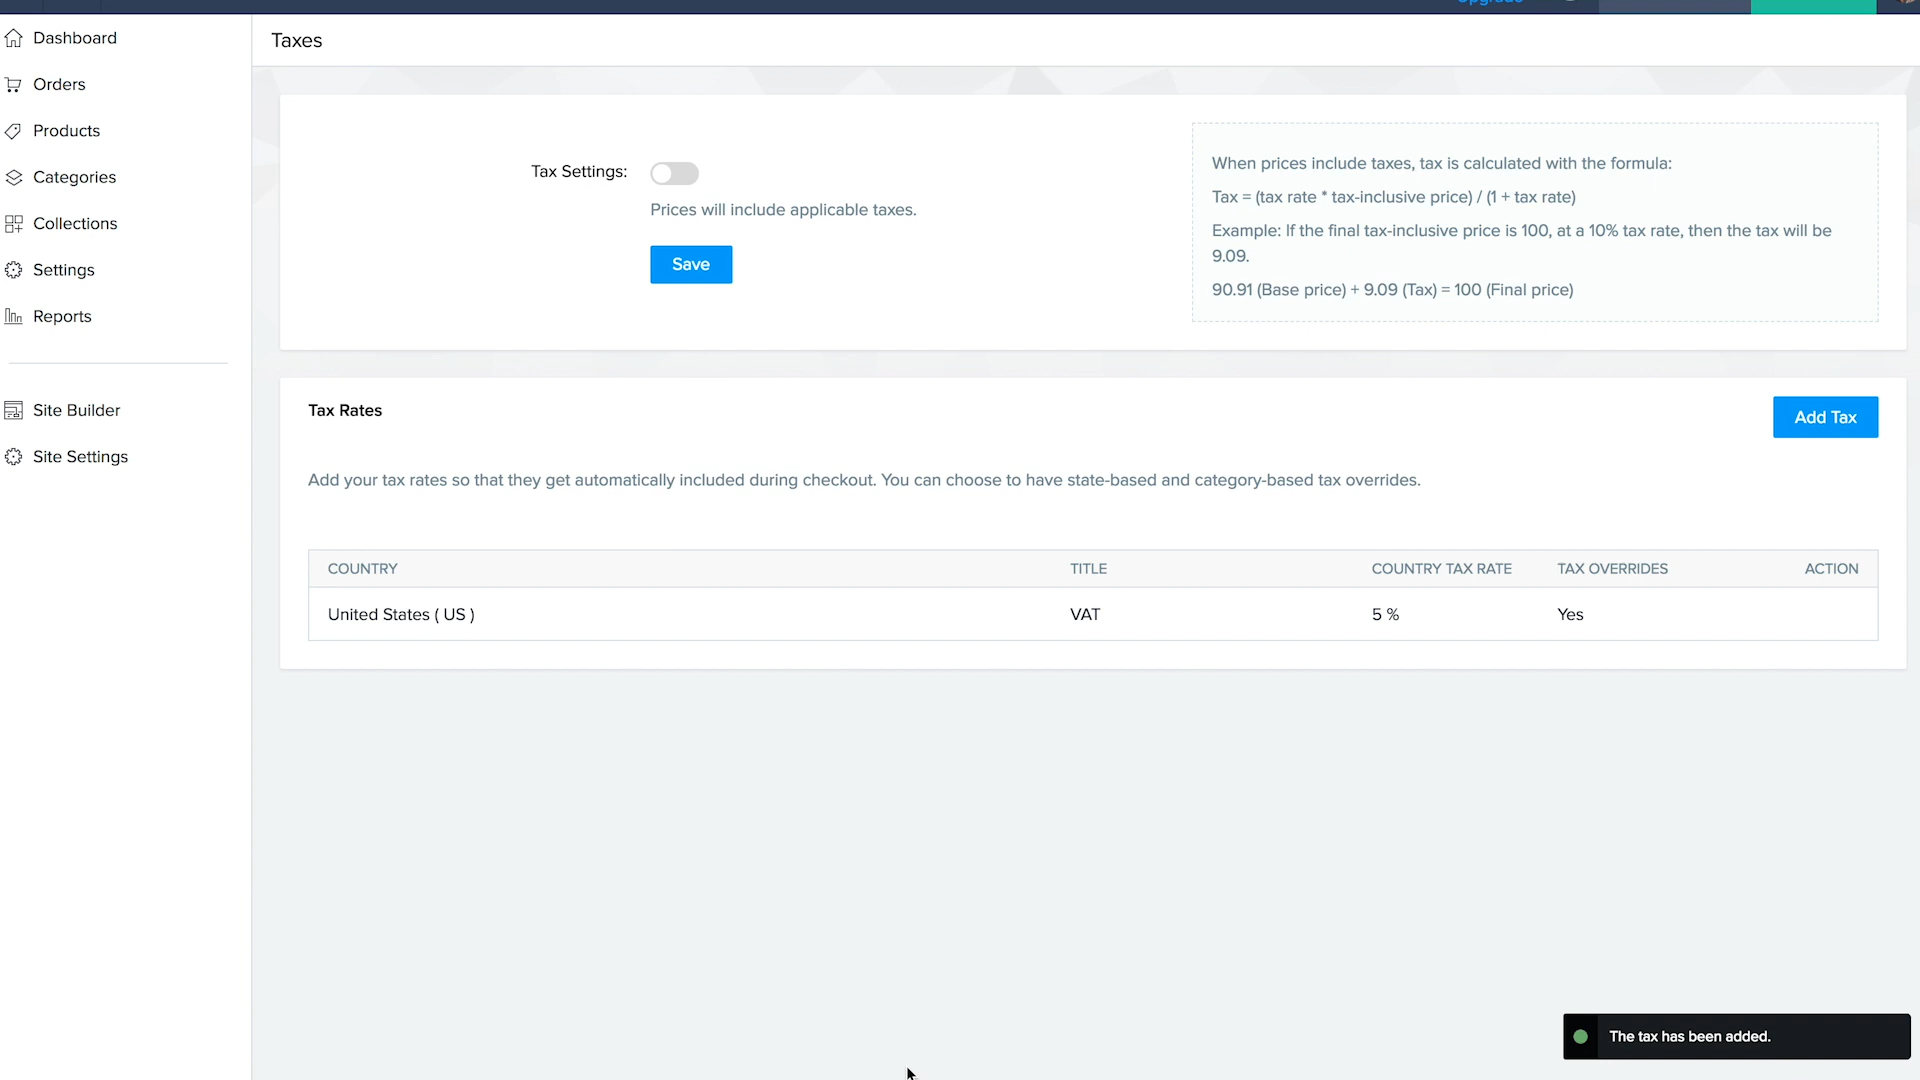 Dashboard
Orders
Products
Categories
Collections
Settings
Reports
Site Builder
Site Settings
Taxes
Tax Settings:
Prices will include applicable taxes.
Save
When prices include taxes, tax is calculated with the formula:
Tax = (tax rate * tax-inclusive price) / (1 + tax rate)
Example: If the final tax-inclusive price is 100, at a 10% tax rate, then the tax will be
9.09.
90.91 (Base price) + 9.09 (Tax) = 100 (Final price)
Tax Rates
Add Tax
Add your tax rates so that they get automatically included during checkout. You can choose to have state-based and category-based tax overrides.
COUNTRY TITLE COUNTRY TAX RATE TAX OVERRIDES ACTION
United States ( US ) VAT 5 % Yes
The tax has been added.